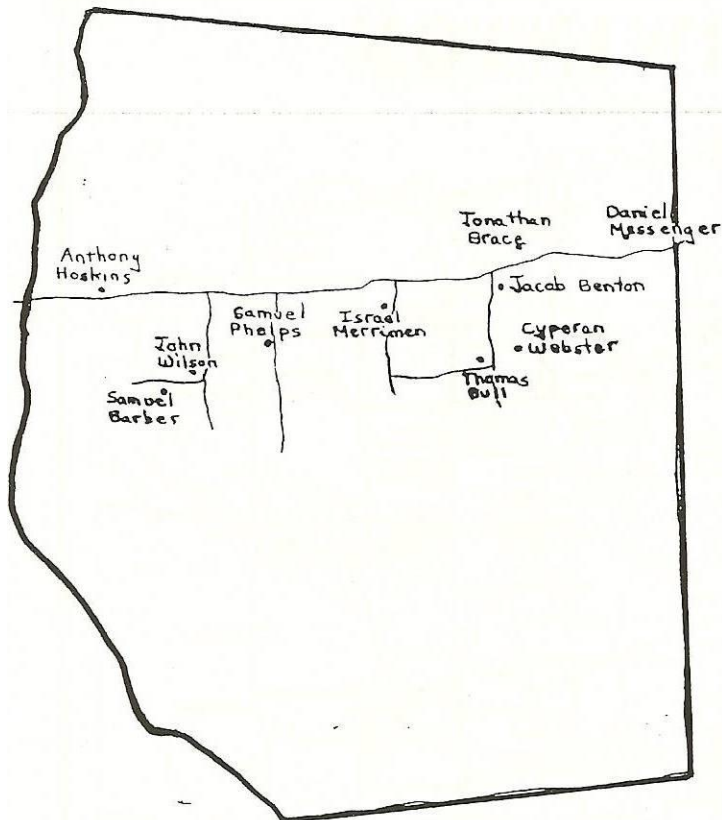 Jonathan
Brace
Daniel
Messenger
Anthony
Hoskins
Jacob Benton
Samuel
Phelps
Israel
Merrimen
John
Wilson
Cyperan
Webster
Samuel
Barber
Thomas
Bull